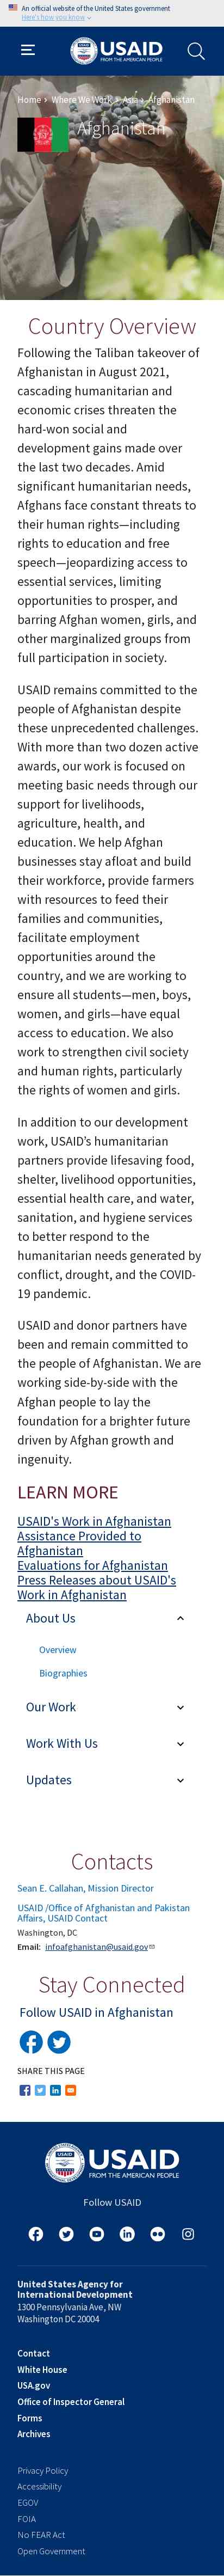 An official website of the United States government
Here's how you know
USAID
FROM THE AMERICAN PEOPLE
Home › Where We Work › Asia › Afghanistan
Afghanistan
Country Overview
Following the Taliban takeover of
Afghanistan in August 2021,
cascading humanitarian and
economic crises threaten the
hard-won social and
development gains made over
the last two decades. Amid
significant humanitarian needs,
Afghans face constant threats to
their human rights—including
rights to education and free
speech—jeopardizing access to
essential services, limiting
opportunities to prosper, and
barring Afghan women, girls, and
other marginalized groups from
full participation in society.
USAID remains committed to the
people of Afghanistan despite
these unprecedented challenges.
With more than two dozen active
awards, our work is focused on
meeting basic needs through our
support for livelihoods,
agriculture, health, and
education. We help Afghan
businesses stay afloat and build
their workforce, provide farmers
with resources to feed their
families and communities,
facilitate employment
opportunities around the
country, and we are working to
ensure all students—men, boys,
women, and girls—have equal
access to education. We also
work to strengthen civil society
and human rights, particularly
the rights of women and girls.
In addition to our development
work, USAID’s humanitarian
partners provide lifesaving food,
shelter, livelihood opportunities,
essential health care, and water,
sanitation, and hygiene services
to better respond to the
humanitarian needs generated by
conflict, drought, and the COVID-
19 pandemic.
USAID and donor partners have
been and remain committed to
the people of Afghanistan. We are
working side-by-side with the
Afghan people to lay the
foundation for a brighter future
driven by Afghan growth and
ingenuity.
LEARN MORE
USAID's Work in Afghanistan
Assistance Provided to
Afghanistan
Evaluations for Afghanistan
Press Releases about USAID's
Work in Afghanistan
About Us
Overview
Biographies
Our Work
Work With Us
Updates
Contacts
Sean E. Callahan, Mission Director
USAID /Office of Afghanistan and Pakistan
Affairs, USAID Contact
Washington, DC
Email: infoafghanistan@usaid.gov
Stay Connected
Follow USAID in Afghanistan
SHARE THIS PAGE
USAID
FROM THE AMERICAN PEOPLE
Follow USAID
United States Agency for
International Development
1300 Pennsylvania Ave, NW
Washington DC 20004
Contact
White House
USA.gov
Office of Inspector General
Forms
Archives
Privacy Policy
Accessibility
EGOV
FOIA
No FEAR Act
Open Government